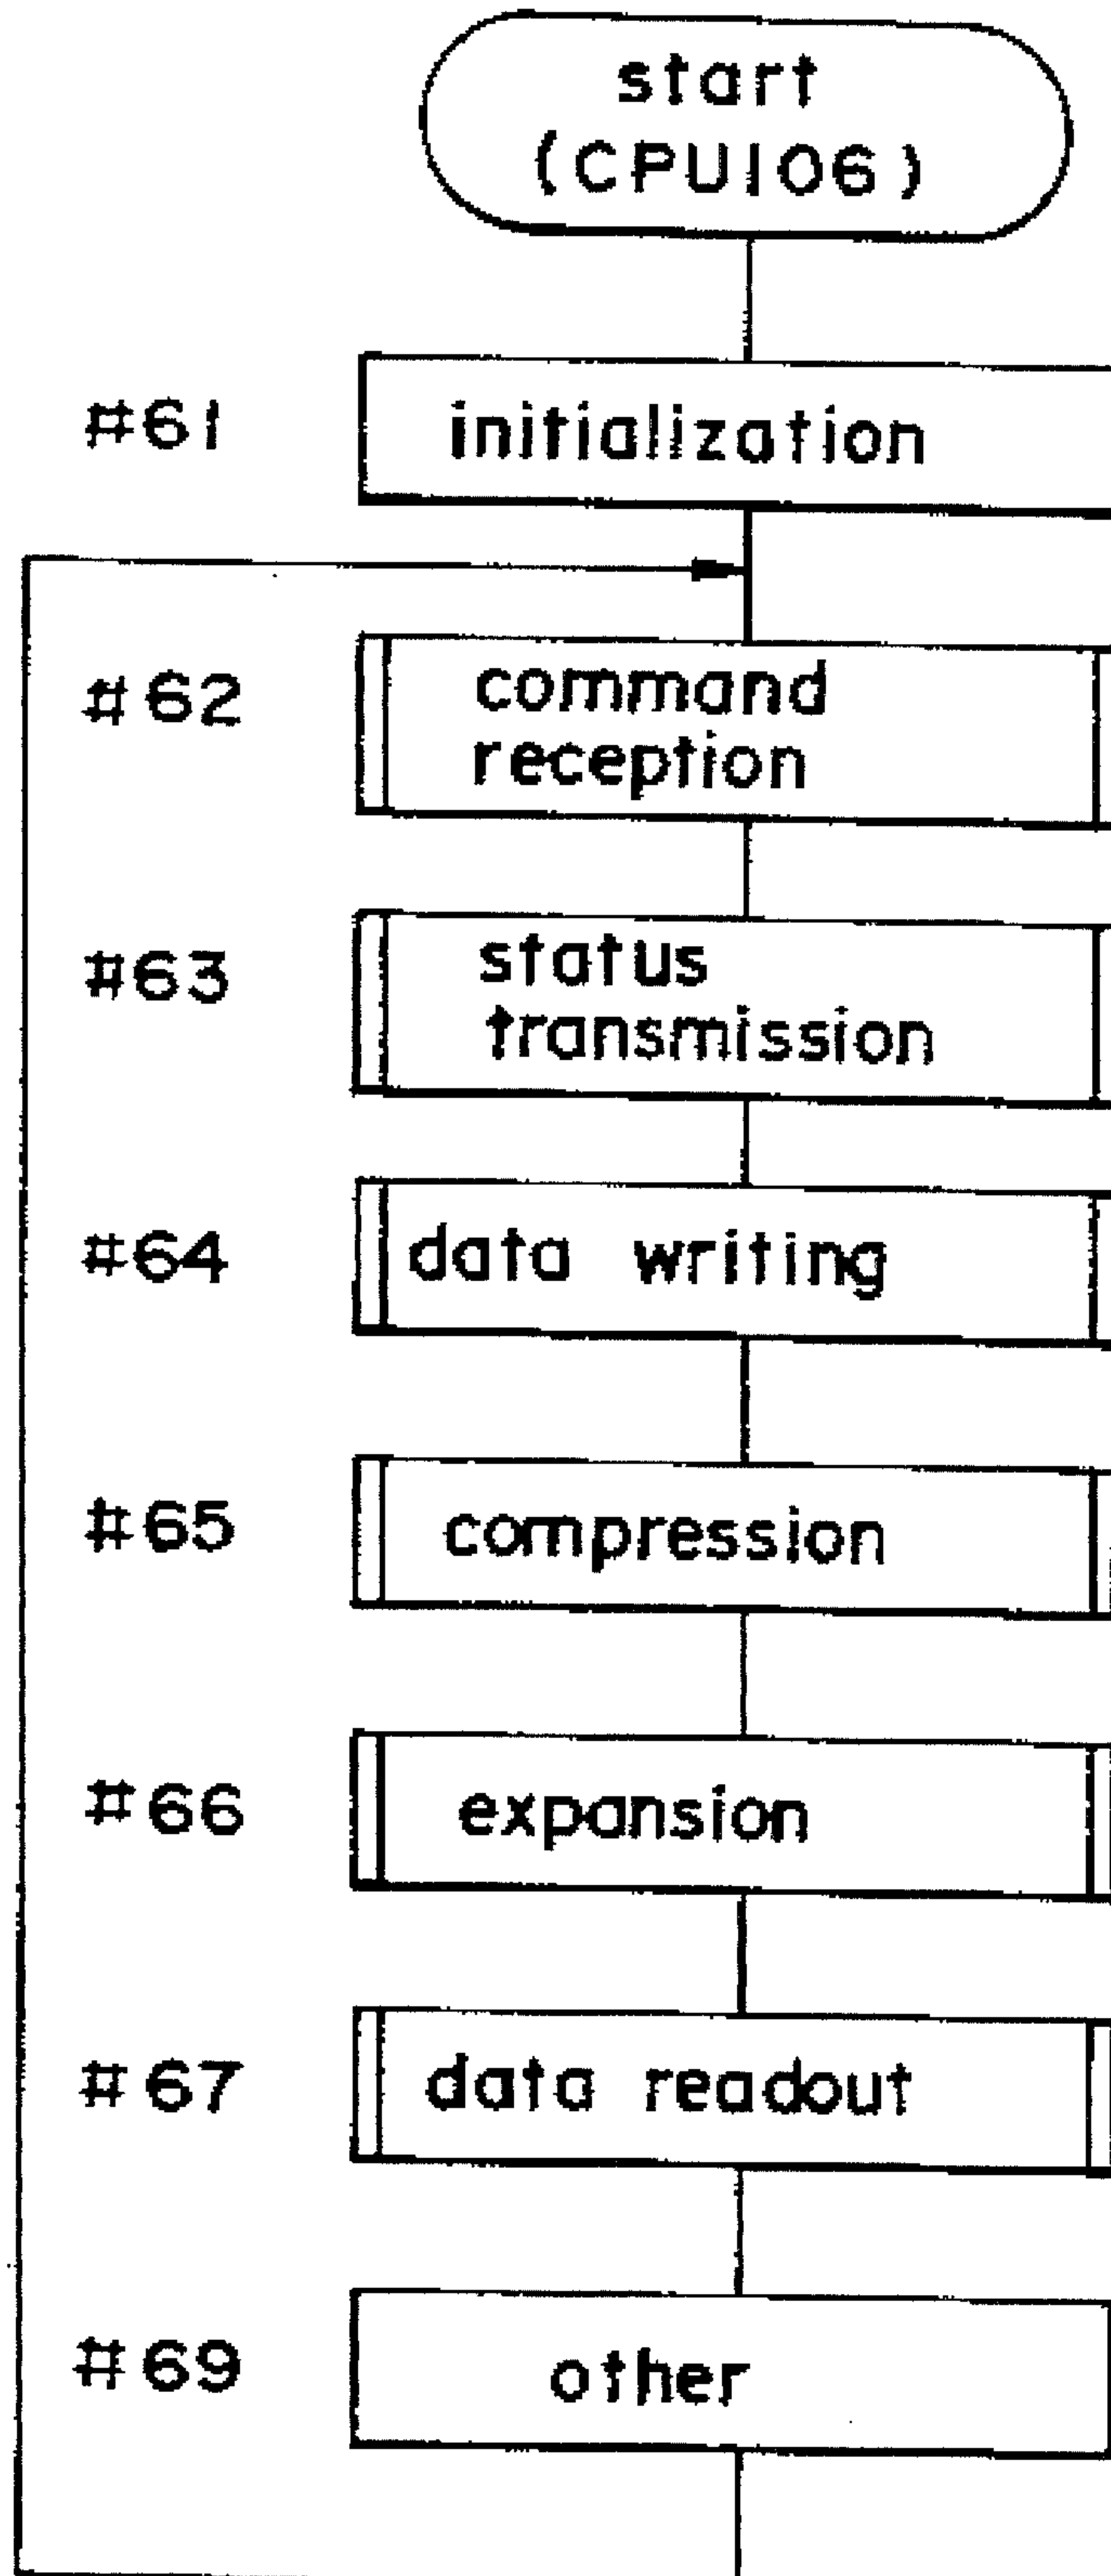 start
(CPU106)
#61
initialization
#62
command
reception
#63
status
transmission
#64
data writing
#65
compression
#66
expansion
#67
data readout
#69
other